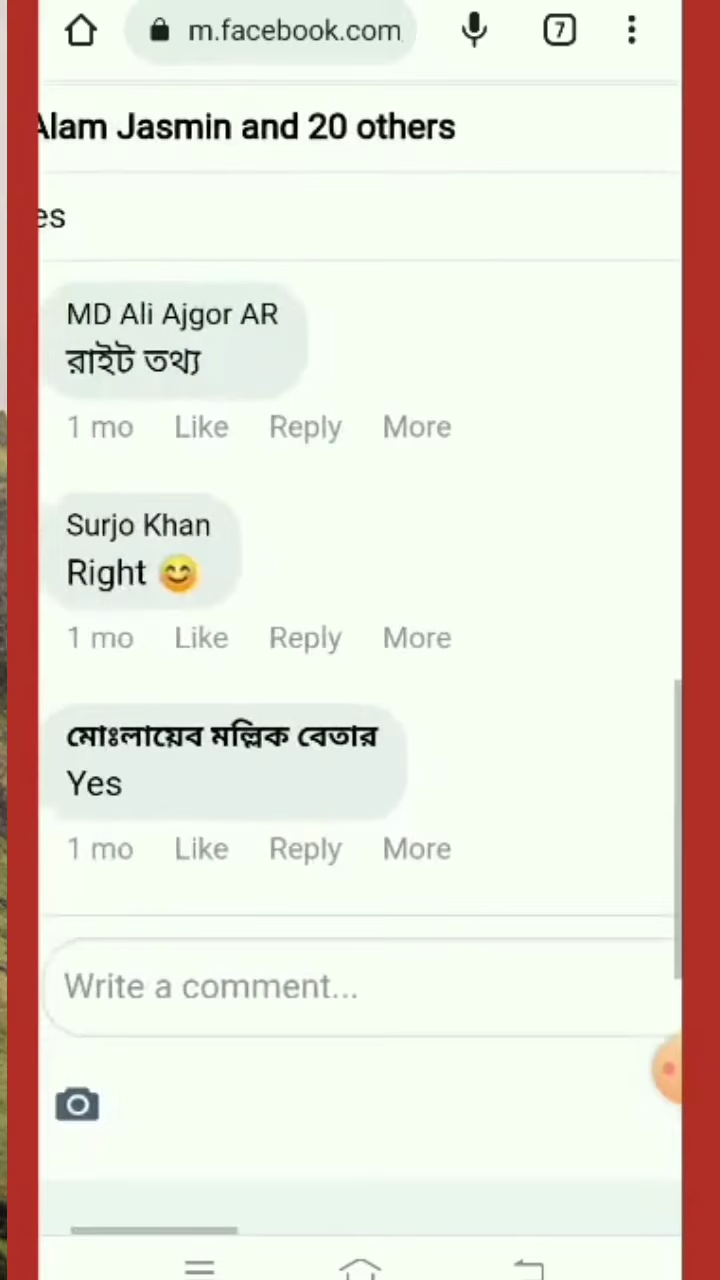 m.facebook.com
7
Alam Jasmin and 20 others
es
MD Ali Ajgor AR
রাইট তথ্য
1 mo Like Reply More
Surjo Khan
Right 😊
1 mo Like Reply More
মোঃলায়েব মল্লিক বেতার
Yes
1 mo Like Reply More
Write a comment...